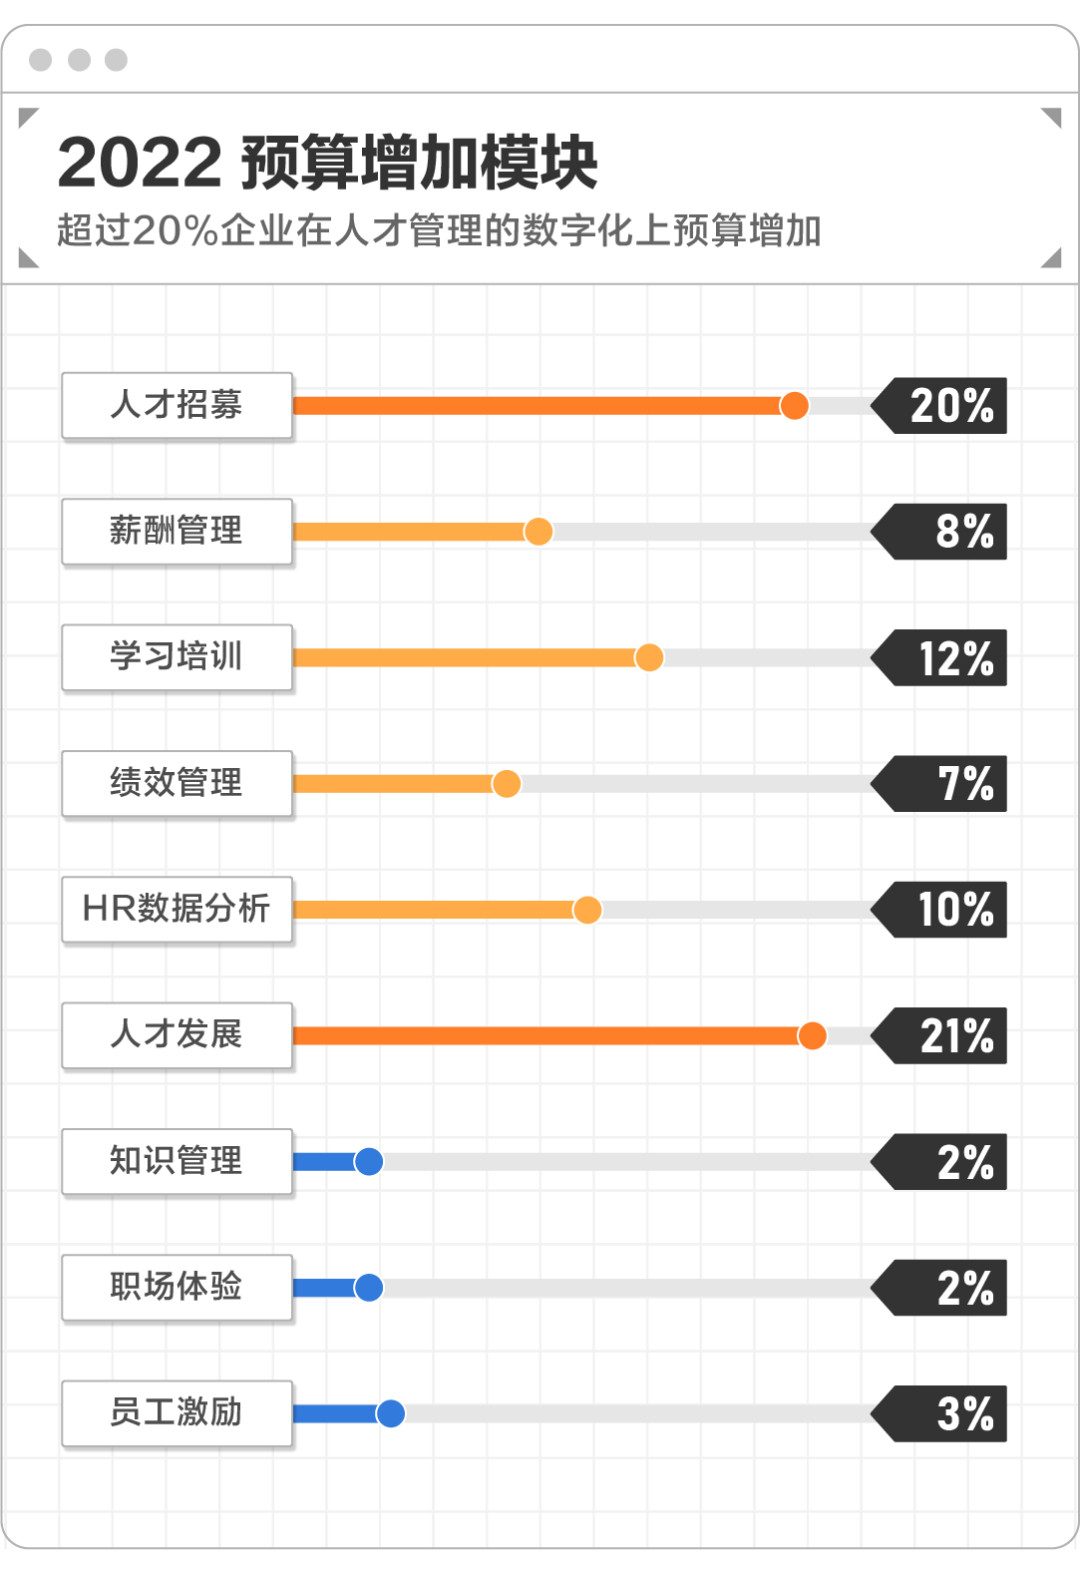 2022 预算增加模块
超过20%企业在人才管理的数字化上预算增加
人才招募 20%
薪酬管理 8%
学习培训 12%
绩效管理 7%
HR数据分析 10%
人才发展 21%
知识管理 2%
职场体验 2%
员工激励 3%